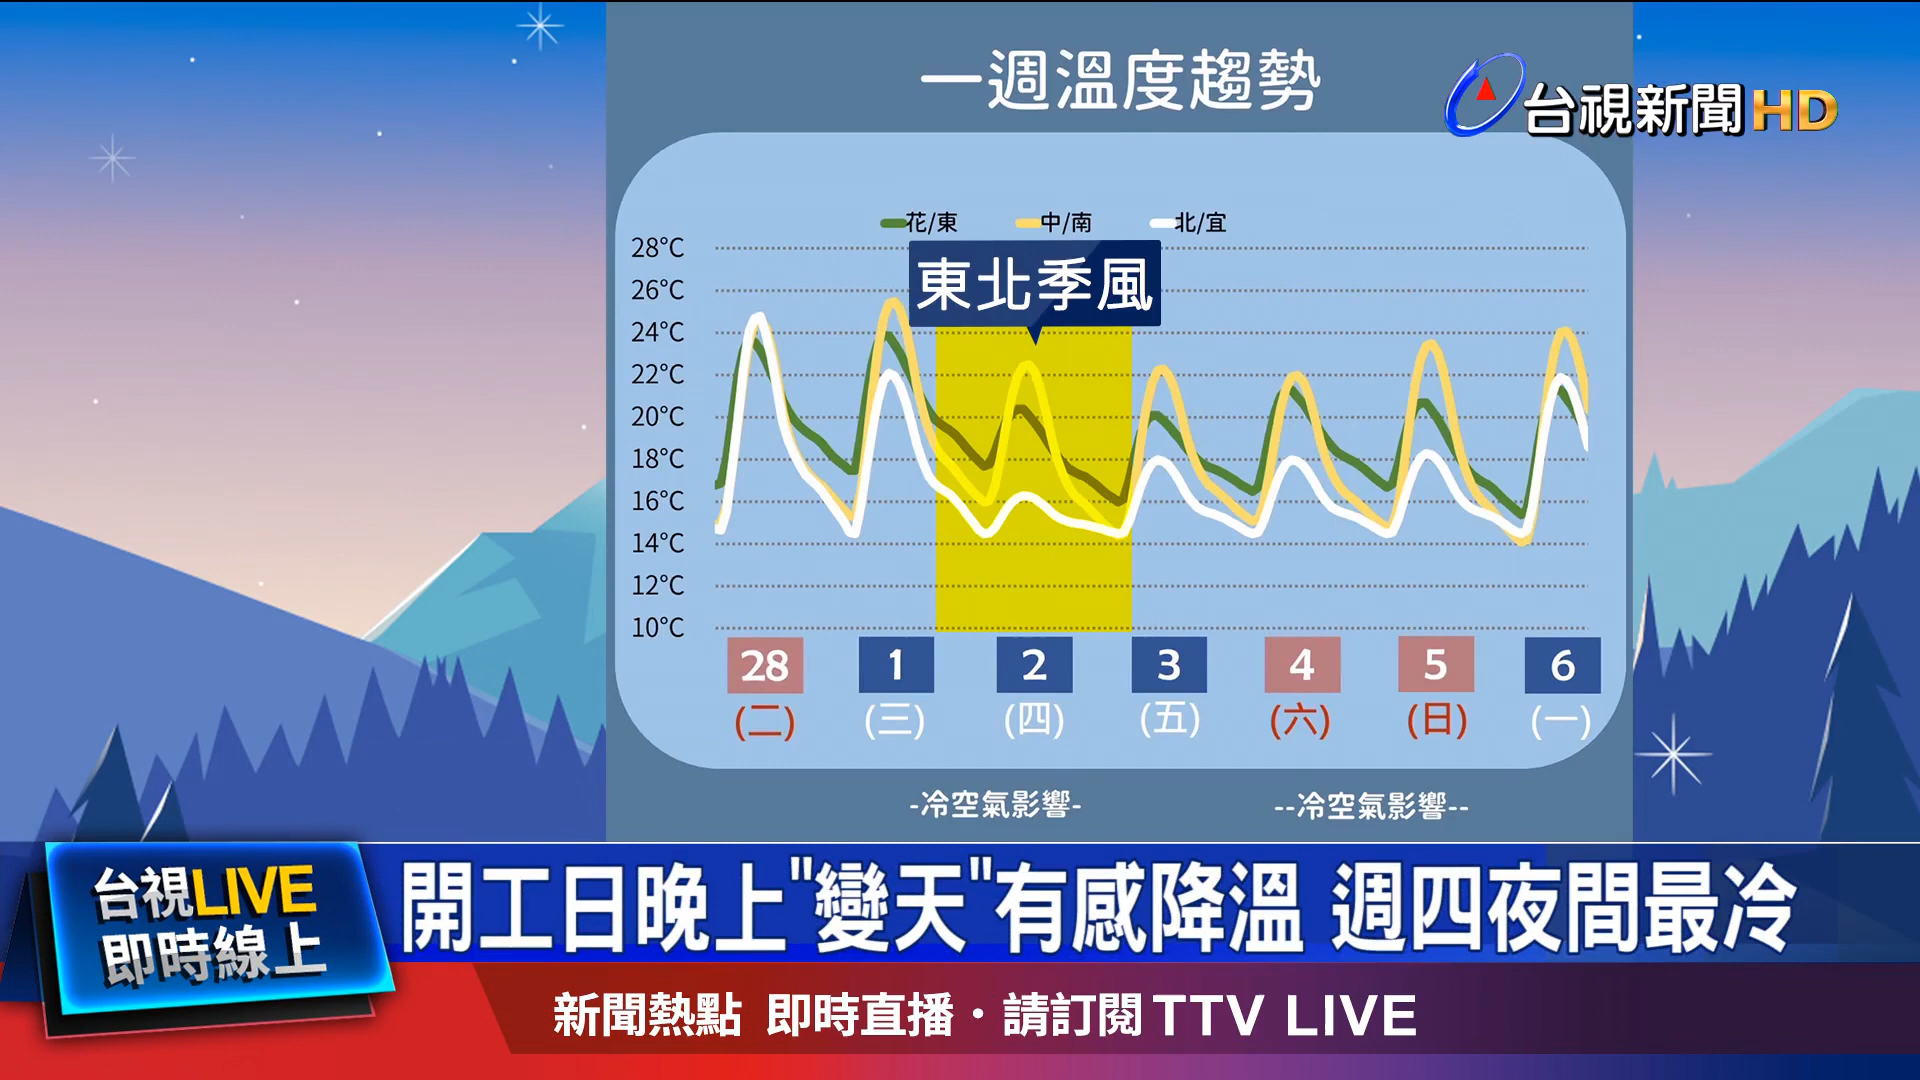 一週溫度趨勢
台視新聞HD
花/東 中/南 北/宜
東北季風
28°C
26°C
24°C
22°C
20°C
18°C
16°C
14°C
12°C
10°C
28 1 2 3 4 5 6
(二) (三) (四) (五) (六) (日) (一)
-冷空氣影響- --冷空氣影響--
台視LIVE
即時線上
開工日晚上"變天"有感降溫 週四夜間最冷
新聞熱點 即時直播·請訂閱TTV LIVE